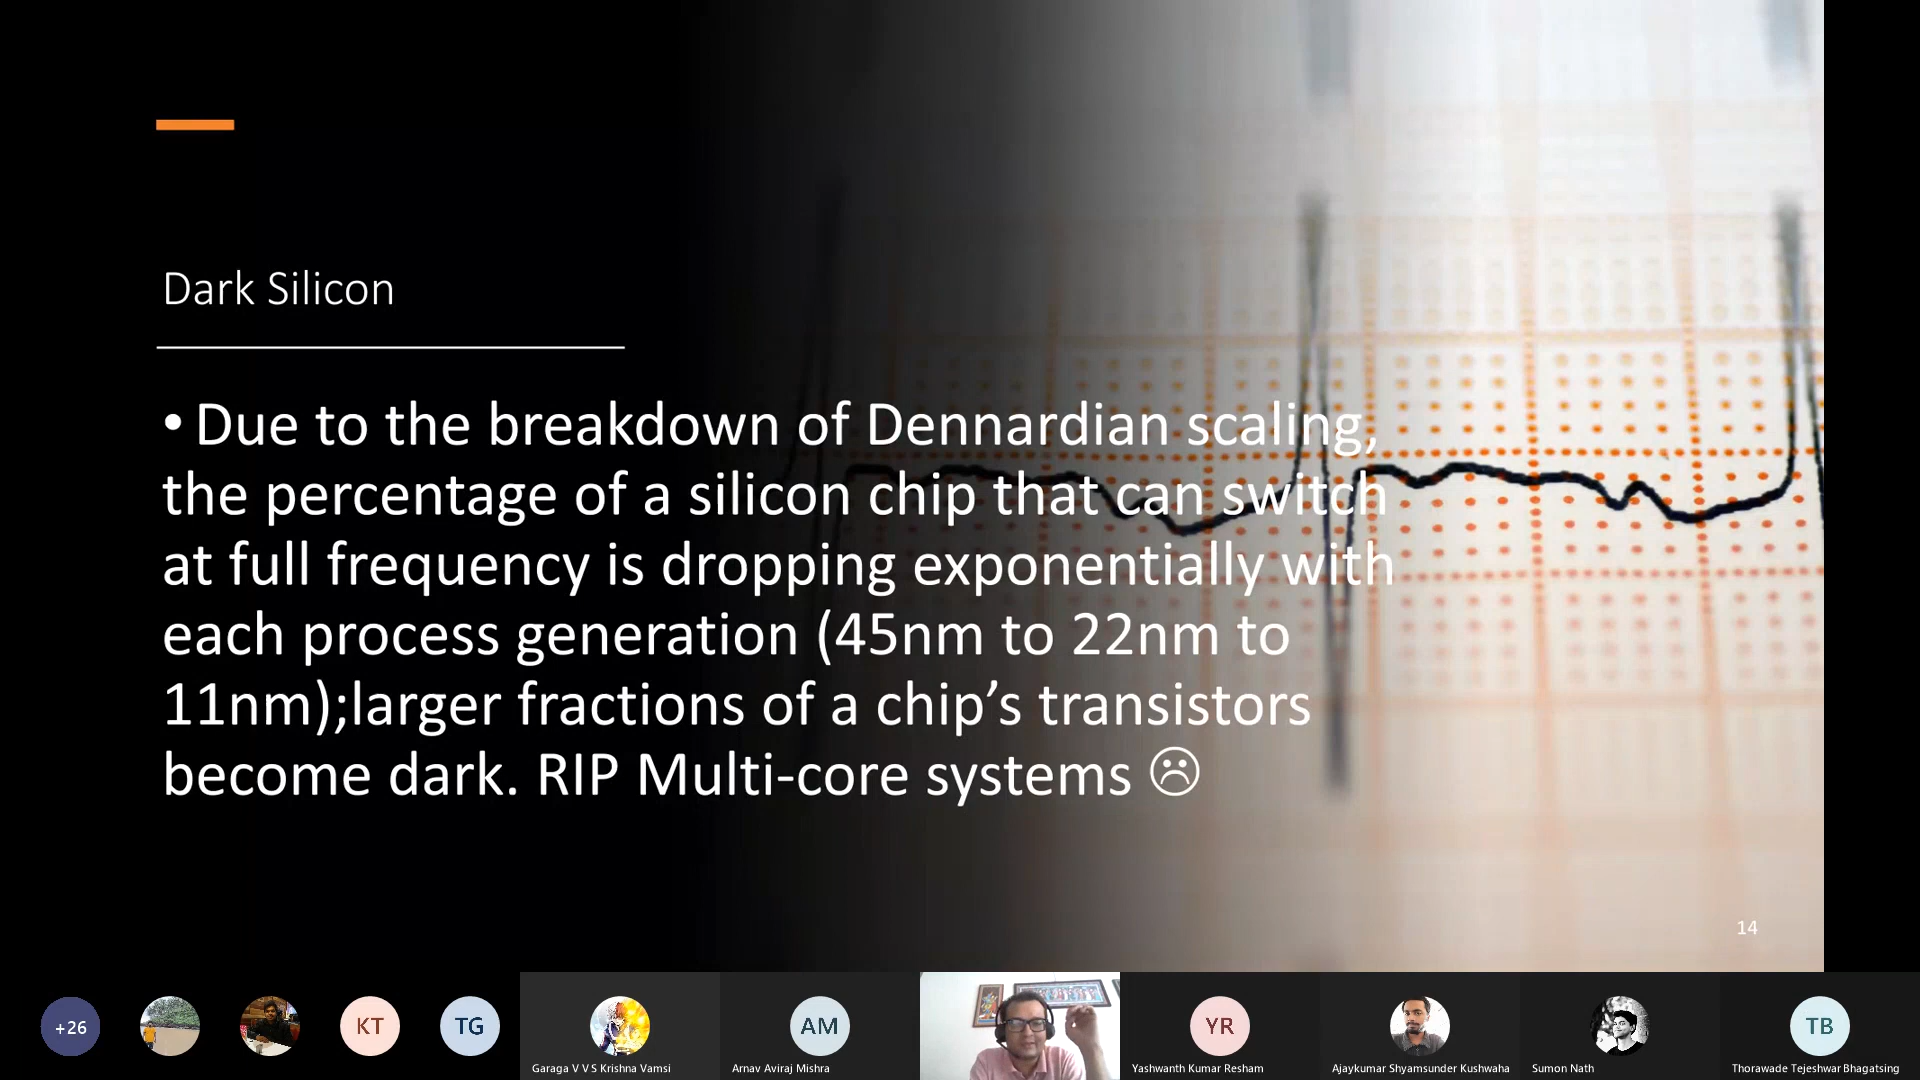 Dark Silicon
• Due to the breakdown of Dennardian scaling,
the percentage of a silicon chip that can switch
at full frequency is dropping exponentially with
each process generation (45nm to 22nm to
11nm);larger fractions of a chip’s transistors
become dark. RIP Multi-core systems ☹
14
+26
KT
TG
Garaga V V S Krishna Vamsi
AM
Arnav Aviraj Mishra
YR
Yashwanth Kumar Resham
Ajaykumar Shyamsunder Kushwaha
Sumon Nath
TB
Thorawade Tejeshwar Bhagatsing